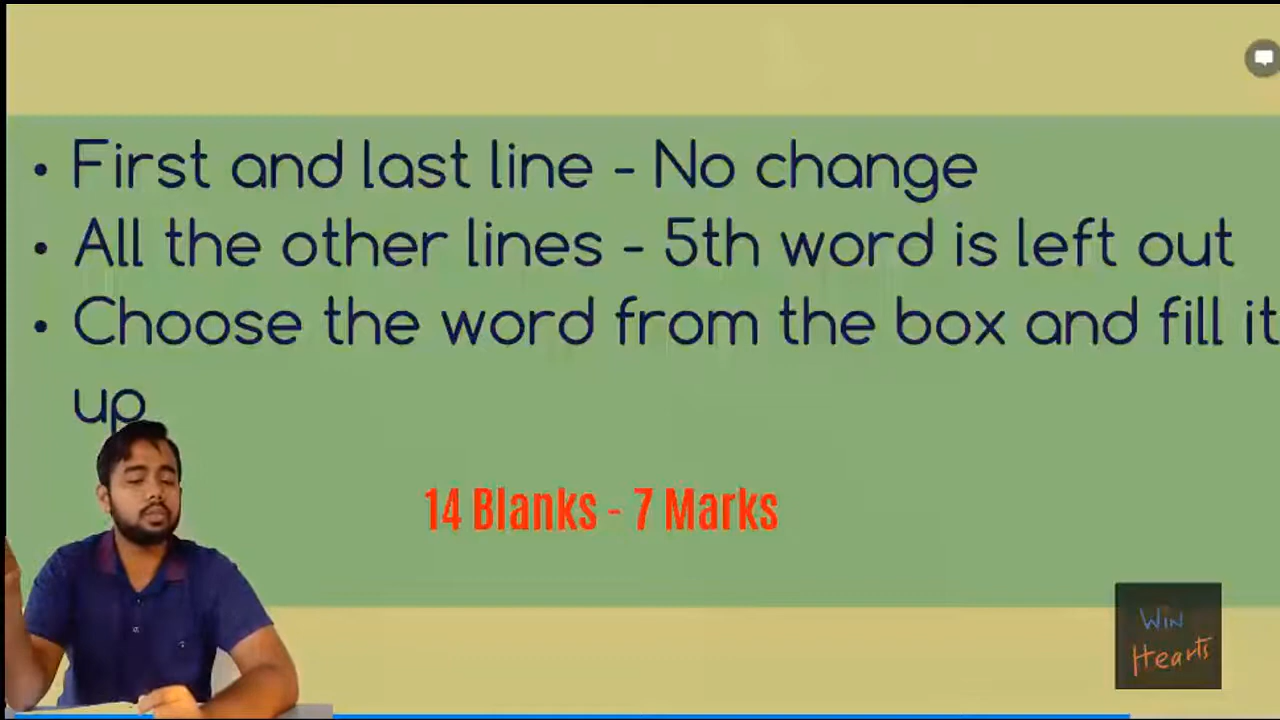 • First and last line - No change
• All the other lines - 5th word is left out
• Choose the word from the box and fill it
up
14 Blanks - 7 Marks
Win
Hearts